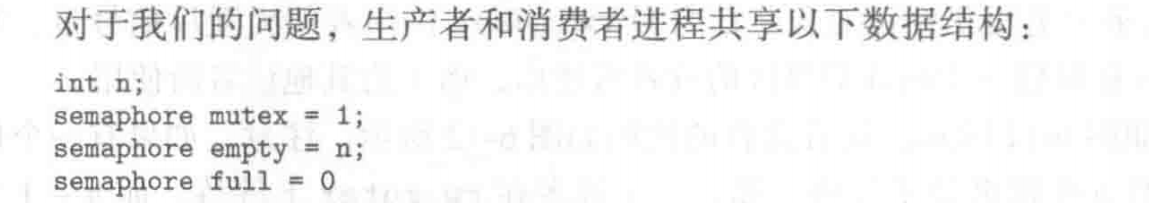 对于我们的问题，生产者和消费者进程共享以下数据结构：
int n;
semaphore mutex = 1;
semaphore empty = n;
semaphore full = 0